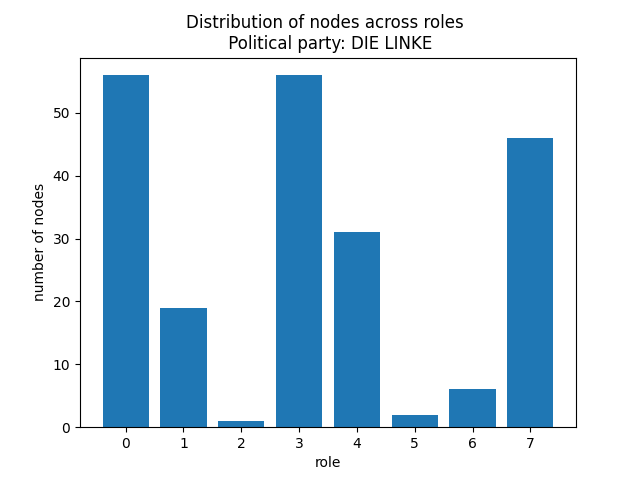 Distribution of nodes across roles
Political party: DIE LINKE
number of nodes
50
40
30
20
10
0
0 1 2 3 4 5 6 7
role